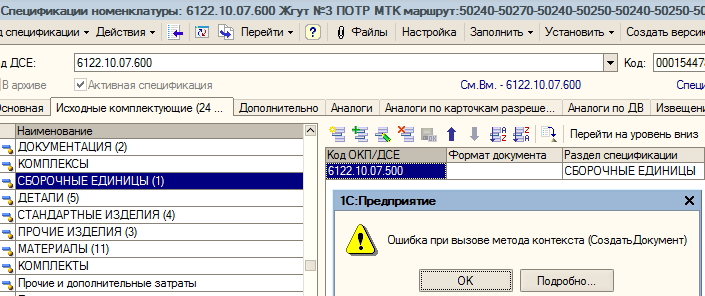 Спецификации номенклатуры: 6122.10.07.600 Жгут №3 ПОТР МТК маршрут:50240-50270-50240-50250-50240-50250-50
спецификации Действия Перейти ? Файлы Настройка Заполнить Установить Создать версию
ДСЕ: 6122.10.07.600 Код: 00015447
В архиве Активная спецификация См.Вм. - 6122.10.07.600
Исходные комплектующие (24 ... Дополнительно Аналоги Аналоги по карточкам разреше... Аналоги по ДВ
Наименование
ДОКУМЕНТАЦИЯ (2)
КОМПЛЕКСЫ
СБОРОЧНЫЕ ЕДИНИЦЫ (1)
ДЕТАЛИ (5)
СТАНДАРТНЫЕ ИЗДЕЛИЯ (4)
ПРОЧИЕ ИЗДЕЛИЯ (3)
МАТЕРИАЛЫ (11)
КОМПЛЕКТЫ
Прочие и дополнительные затраты
Перейти на уровень вниз
Код ОКП/ДСЕ Формат документа Раздел спецификации
6122.10.07.500 СБОРОЧНЫЕ ЕДИНИЦЫ
1С:Предприятие
Ошибка при вызове метода контекста (СоздатьДокумент)
OK Подробно...